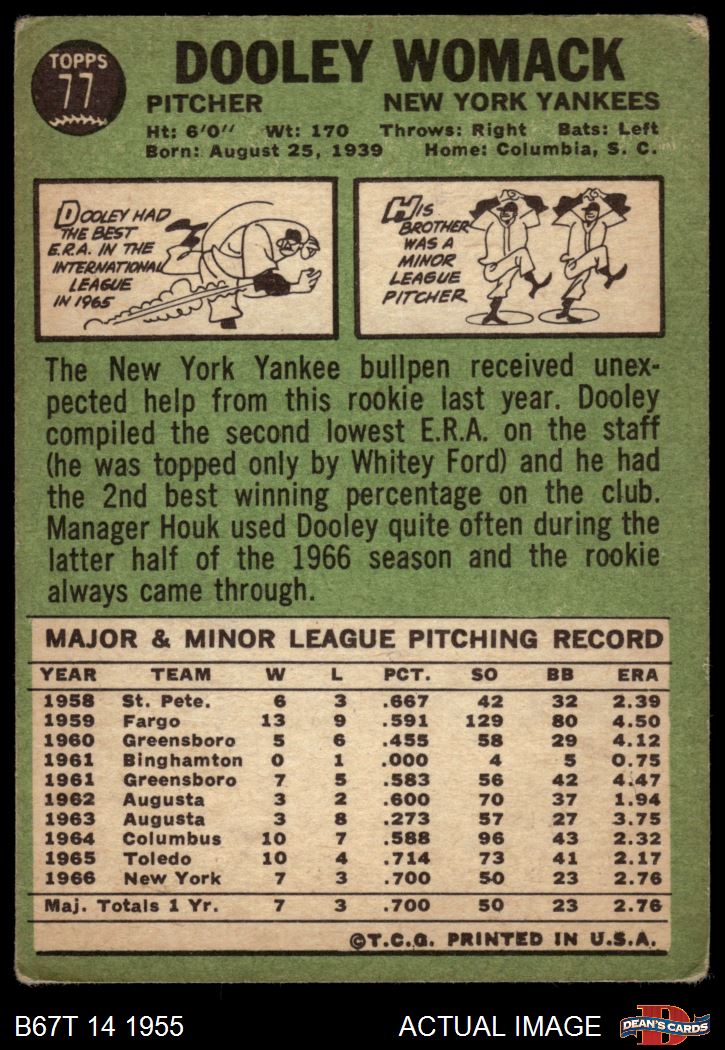 TOPPS
77
DOOLEY WOMACK
PITCHER NEW YORK YANKEES
Ht: 6'0" Wt: 170 Throws: Right Bats: Left
Born: August 25, 1939 Home: Columbia, S. C.
DOOLEY HAD
THE BEST
E.R.A. IN THE
INTERNATIONAL
LEAGUE
IN 1965
HIS
BROTHER
WAS A
MINOR
LEAGUE
PITCHER
The New York Yankee bullpen received unex-
pected help from this rookie last year. Dooley
compiled the second lowest E.R.A. on the staff
(he was topped only by Whitey Ford) and he had
the 2nd best winning percentage on the club.
Manager Houk used Dooley quite often during the
latter half of the 1966 season and the rookie
always came through.
MAJOR & MINOR LEAGUE PITCHING RECORD
YEAR TEAM W L PCT. SO BB ERA
1958 St. Pete. 6 3 .667 42 32 2.39
1959 Fargo 13 9 .591 129 80 4.50
1960 Greensboro 5 6 .455 58 29 4.12
1961 Binghamton 0 1 .000 4 5 0.75
1961 Greensboro 7 5 .583 56 42 4.47
1962 Augusta 3 2 .600 70 37 1.94
1963 Augusta 3 8 .273 57 27 3.75
1964 Columbus 10 7 .588 96 43 2.32
1965 Toledo 10 4 .714 73 41 2.17
1966 New York 7 3 .700 50 23 2.76
Maj. Totals 1 Yr. 7 3 .700 50 23 2.76
©T.C.G. PRINTED IN U.S.A.
B67T 14 1955 ACTUAL IMAGE DEAN'S CARDS